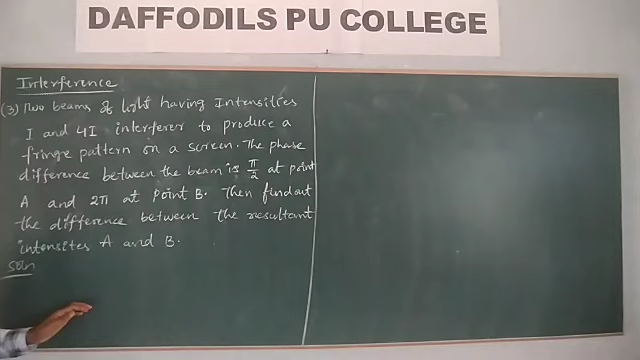 DAFFODILS PU COLLEGE
Interference
(3) Two beams of light having Intensities
I and 4I interferer to produce a
fringe pattern on a screen. The phase
difference between the beam is π/2 at point
A and 2π at point B. Then find out
the difference between the resultant
intensites A and B.
Soln